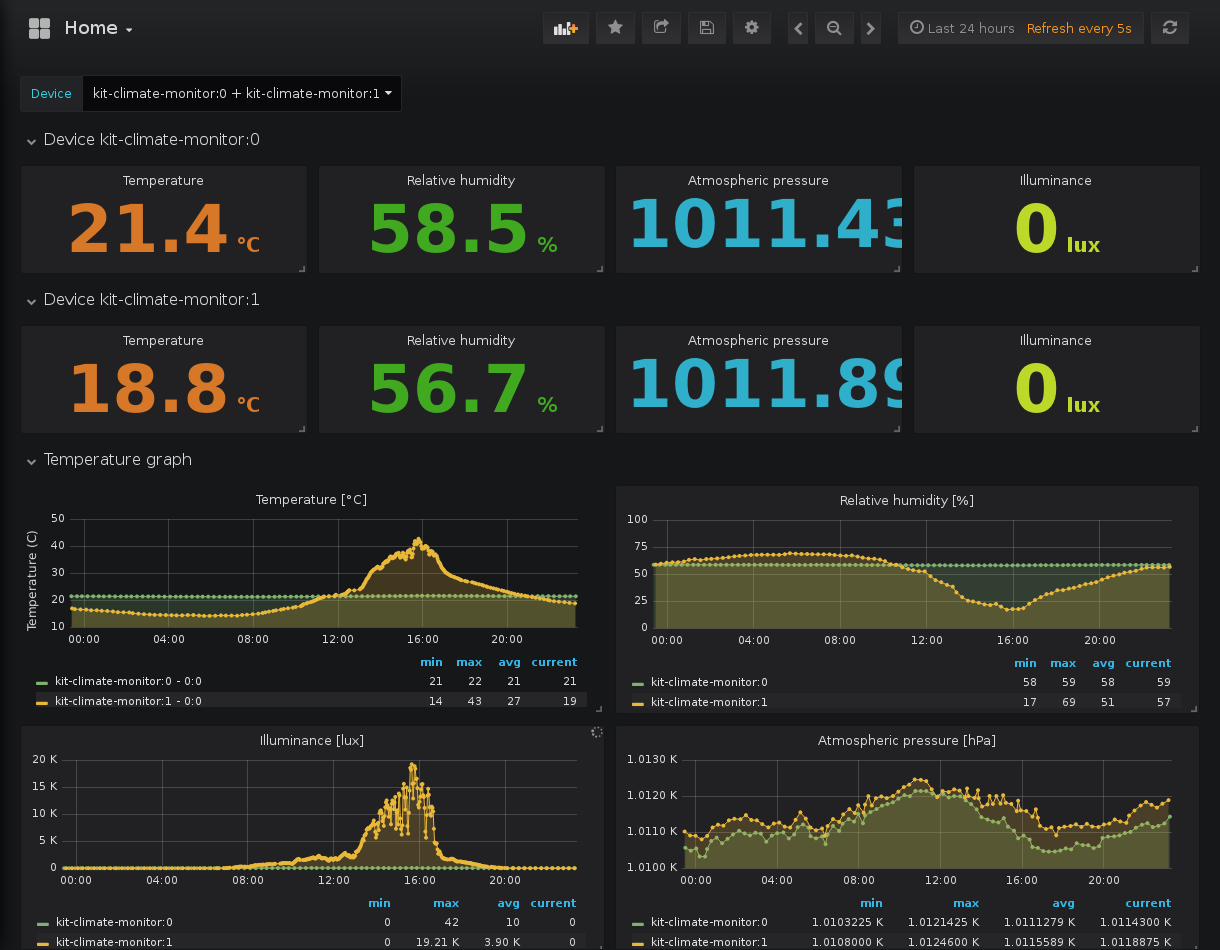 Home
Last 24 hours Refresh every 5s
Device kit-climate-monitor:0 + kit-climate-monitor:1
Device kit-climate-monitor:0
Temperature Relative humidity Atmospheric pressure Illuminance
21.4 °C 58.5 % 1011.43 0 lux
Device kit-climate-monitor:1
Temperature Relative humidity Atmospheric pressure Illuminance
18.8 °C 56.7 % 1011.89 0 lux
Temperature graph
Temperature [°C]
Temperature (C)
50
40
30
20
10
00:00 04:00 08:00 12:00 16:00 20:00
min max avg current
kit-climate-monitor:0 - 0:0 21 22 21 21
kit-climate-monitor:1 - 0:0 14 43 27 19
Relative humidity [%]
100
75
50
25
0
00:00 04:00 08:00 12:00 16:00 20:00
min max avg current
kit-climate-monitor:0 58 59 58 59
kit-climate-monitor:1 17 69 51 57
Illuminance [lux]
20 K
15 K
10 K
5 K
0
00:00 04:00 08:00 12:00 16:00 20:00
min max avg current
kit-climate-monitor:0 0 42 10 0
kit-climate-monitor:1 0 19.21 K 3.90 K 0
Atmospheric pressure [hPa]
1.0130 K
1.0120 K
1.0110 K
1.0100 K
00:00 04:00 08:00 12:00 16:00 20:00
min max avg current
kit-climate-monitor:0 1.0103225 K 1.0121425 K 1.0111279 K 1.0114300 K
kit-climate-monitor:1 1.0108000 K 1.0124600 K 1.0115589 K 1.0118875 K